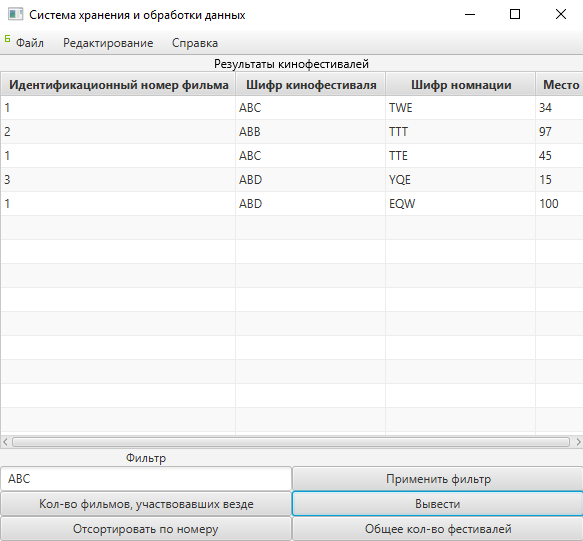 Система хранения и обработки данных
Файл Редактирование Справка
Результаты кинофестивалей
Идентификационный номер фильма Шифр кинофестиваля Шифр номнации Место
1 ABC TWE 34
2 ABB TTT 97
1 ABC TTE 45
3 ABD YQE 15
1 ABD EQW 100
Фильтр
ABC Применить фильтр
Кол-во фильмов, участвовавших везде Вывести
Отсортировать по номеру Общее кол-во фестивалей